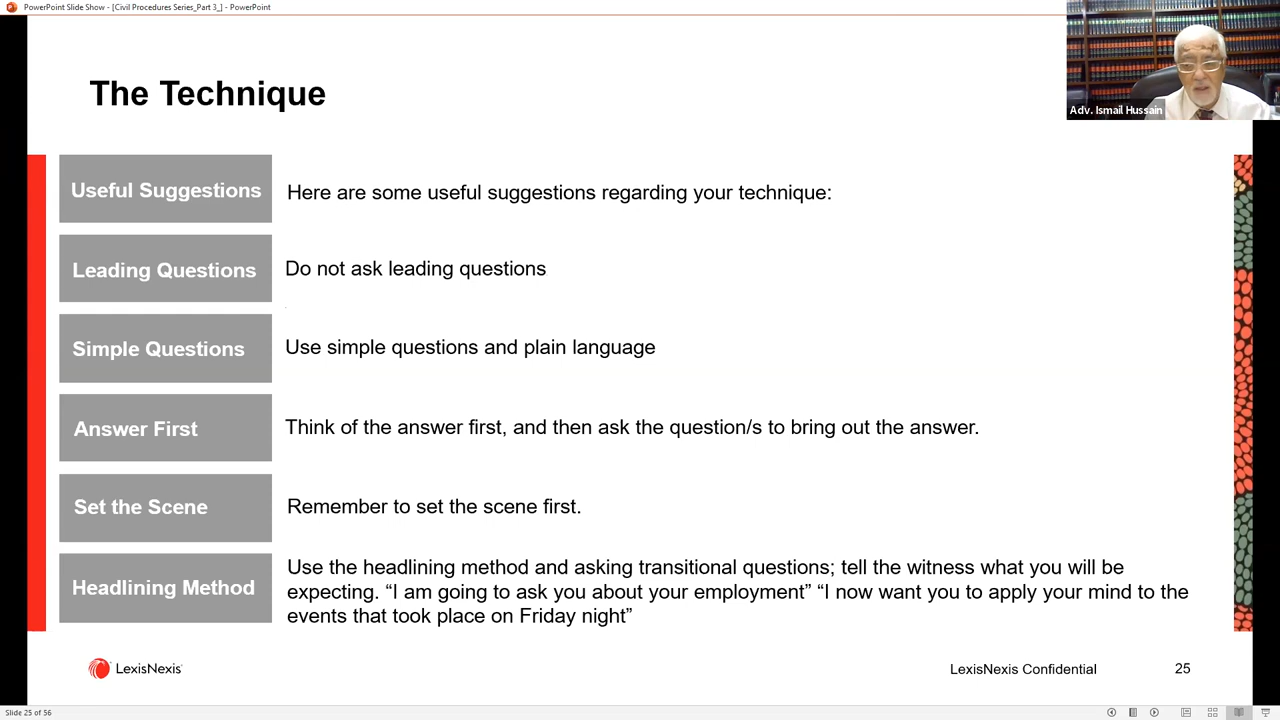 PowerPoint Slide Show - [Civil Procedures Series_Part 3_] - PowerPoint
Adv. Ismail Hussain
The Technique
Useful Suggestions
Here are some useful suggestions regarding your technique:
Leading Questions
Do not ask leading questions
Simple Questions
Use simple questions and plain language
Answer First
Think of the answer first, and then ask the question/s to bring out the answer.
Set the Scene
Remember to set the scene first.
Headlining Method
Use the headlining method and asking transitional questions; tell the witness what you will be
expecting. “I am going to ask you about your employment” “I now want you to apply your mind to the
events that took place on Friday night”
LexisNexis
LexisNexis Confidential
25
Slide 25 of 56